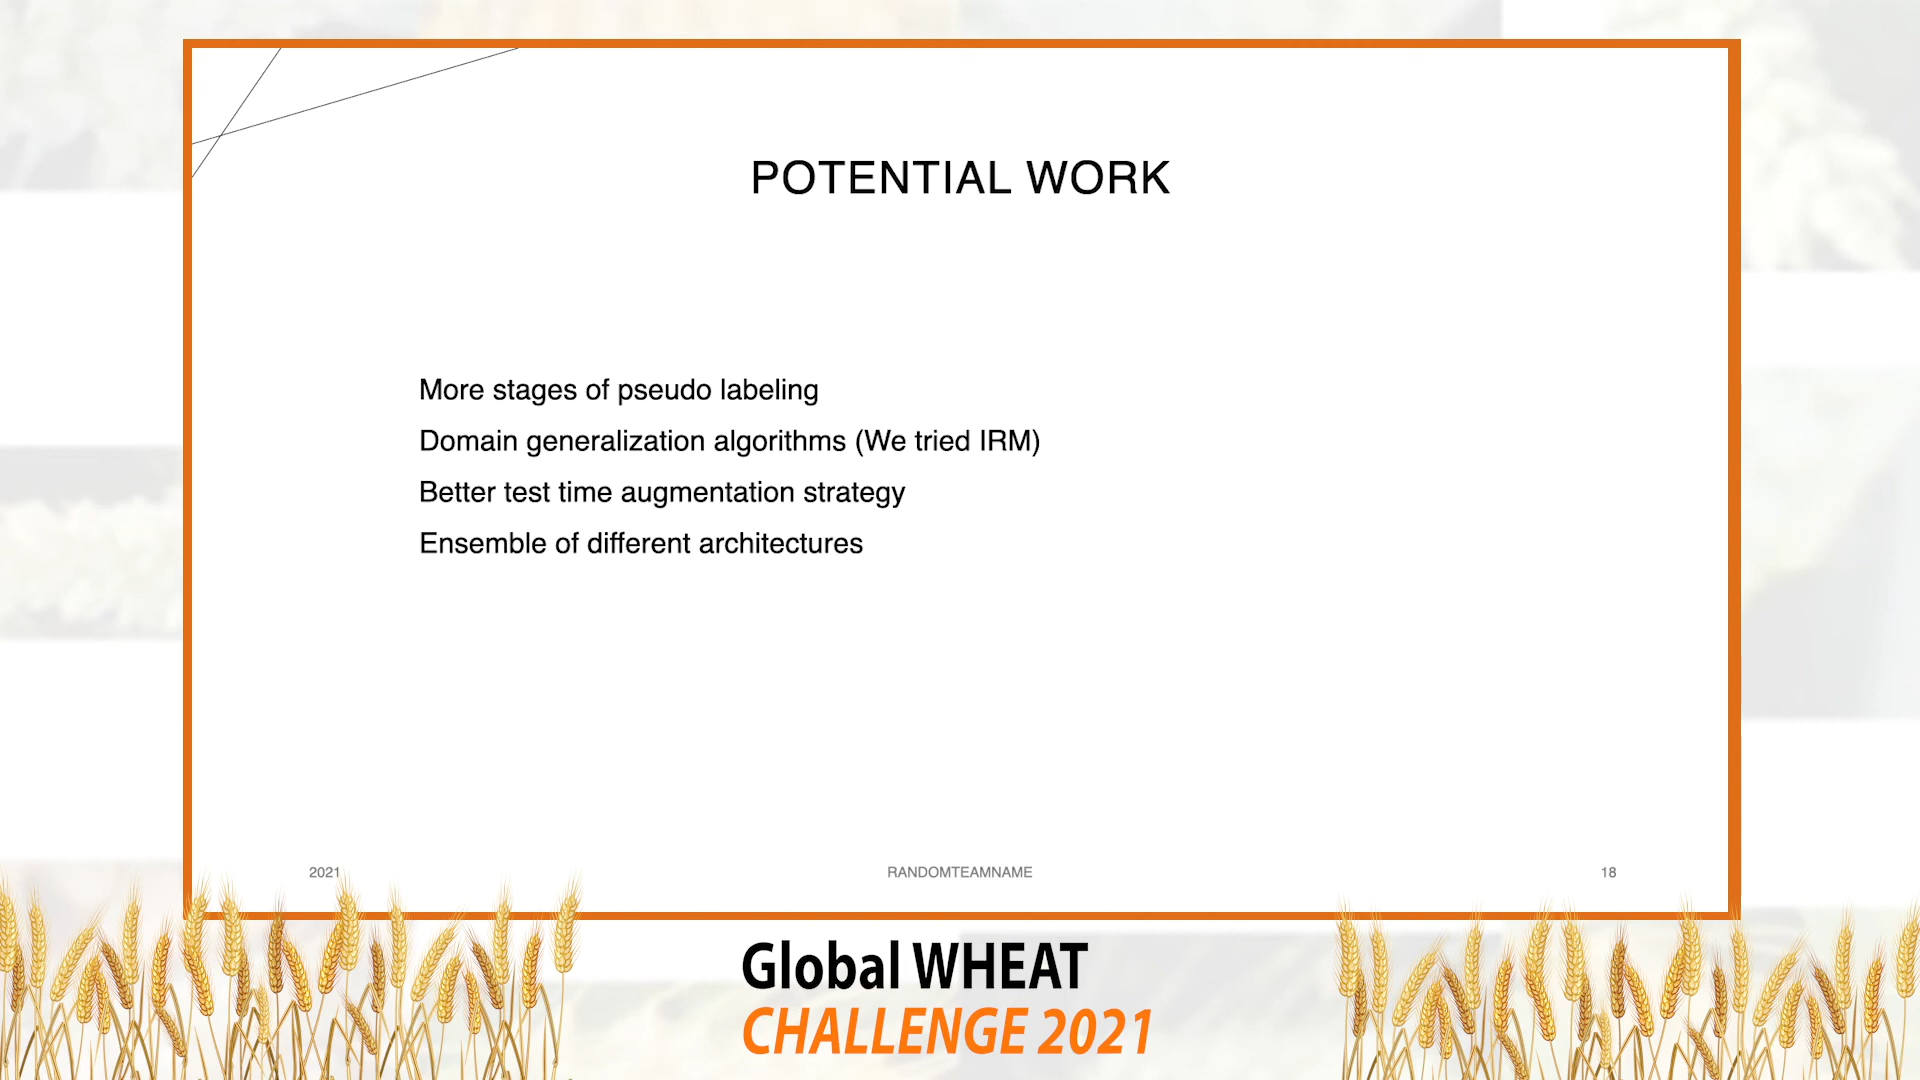 POTENTIAL WORK
More stages of pseudo labeling
Domain generalization algorithms (We tried IRM)
Better test time augmentation strategy
Ensemble of different architectures
2021
RANDOMTEAMNAME
18
Global WHEAT
CHALLENGE 2021